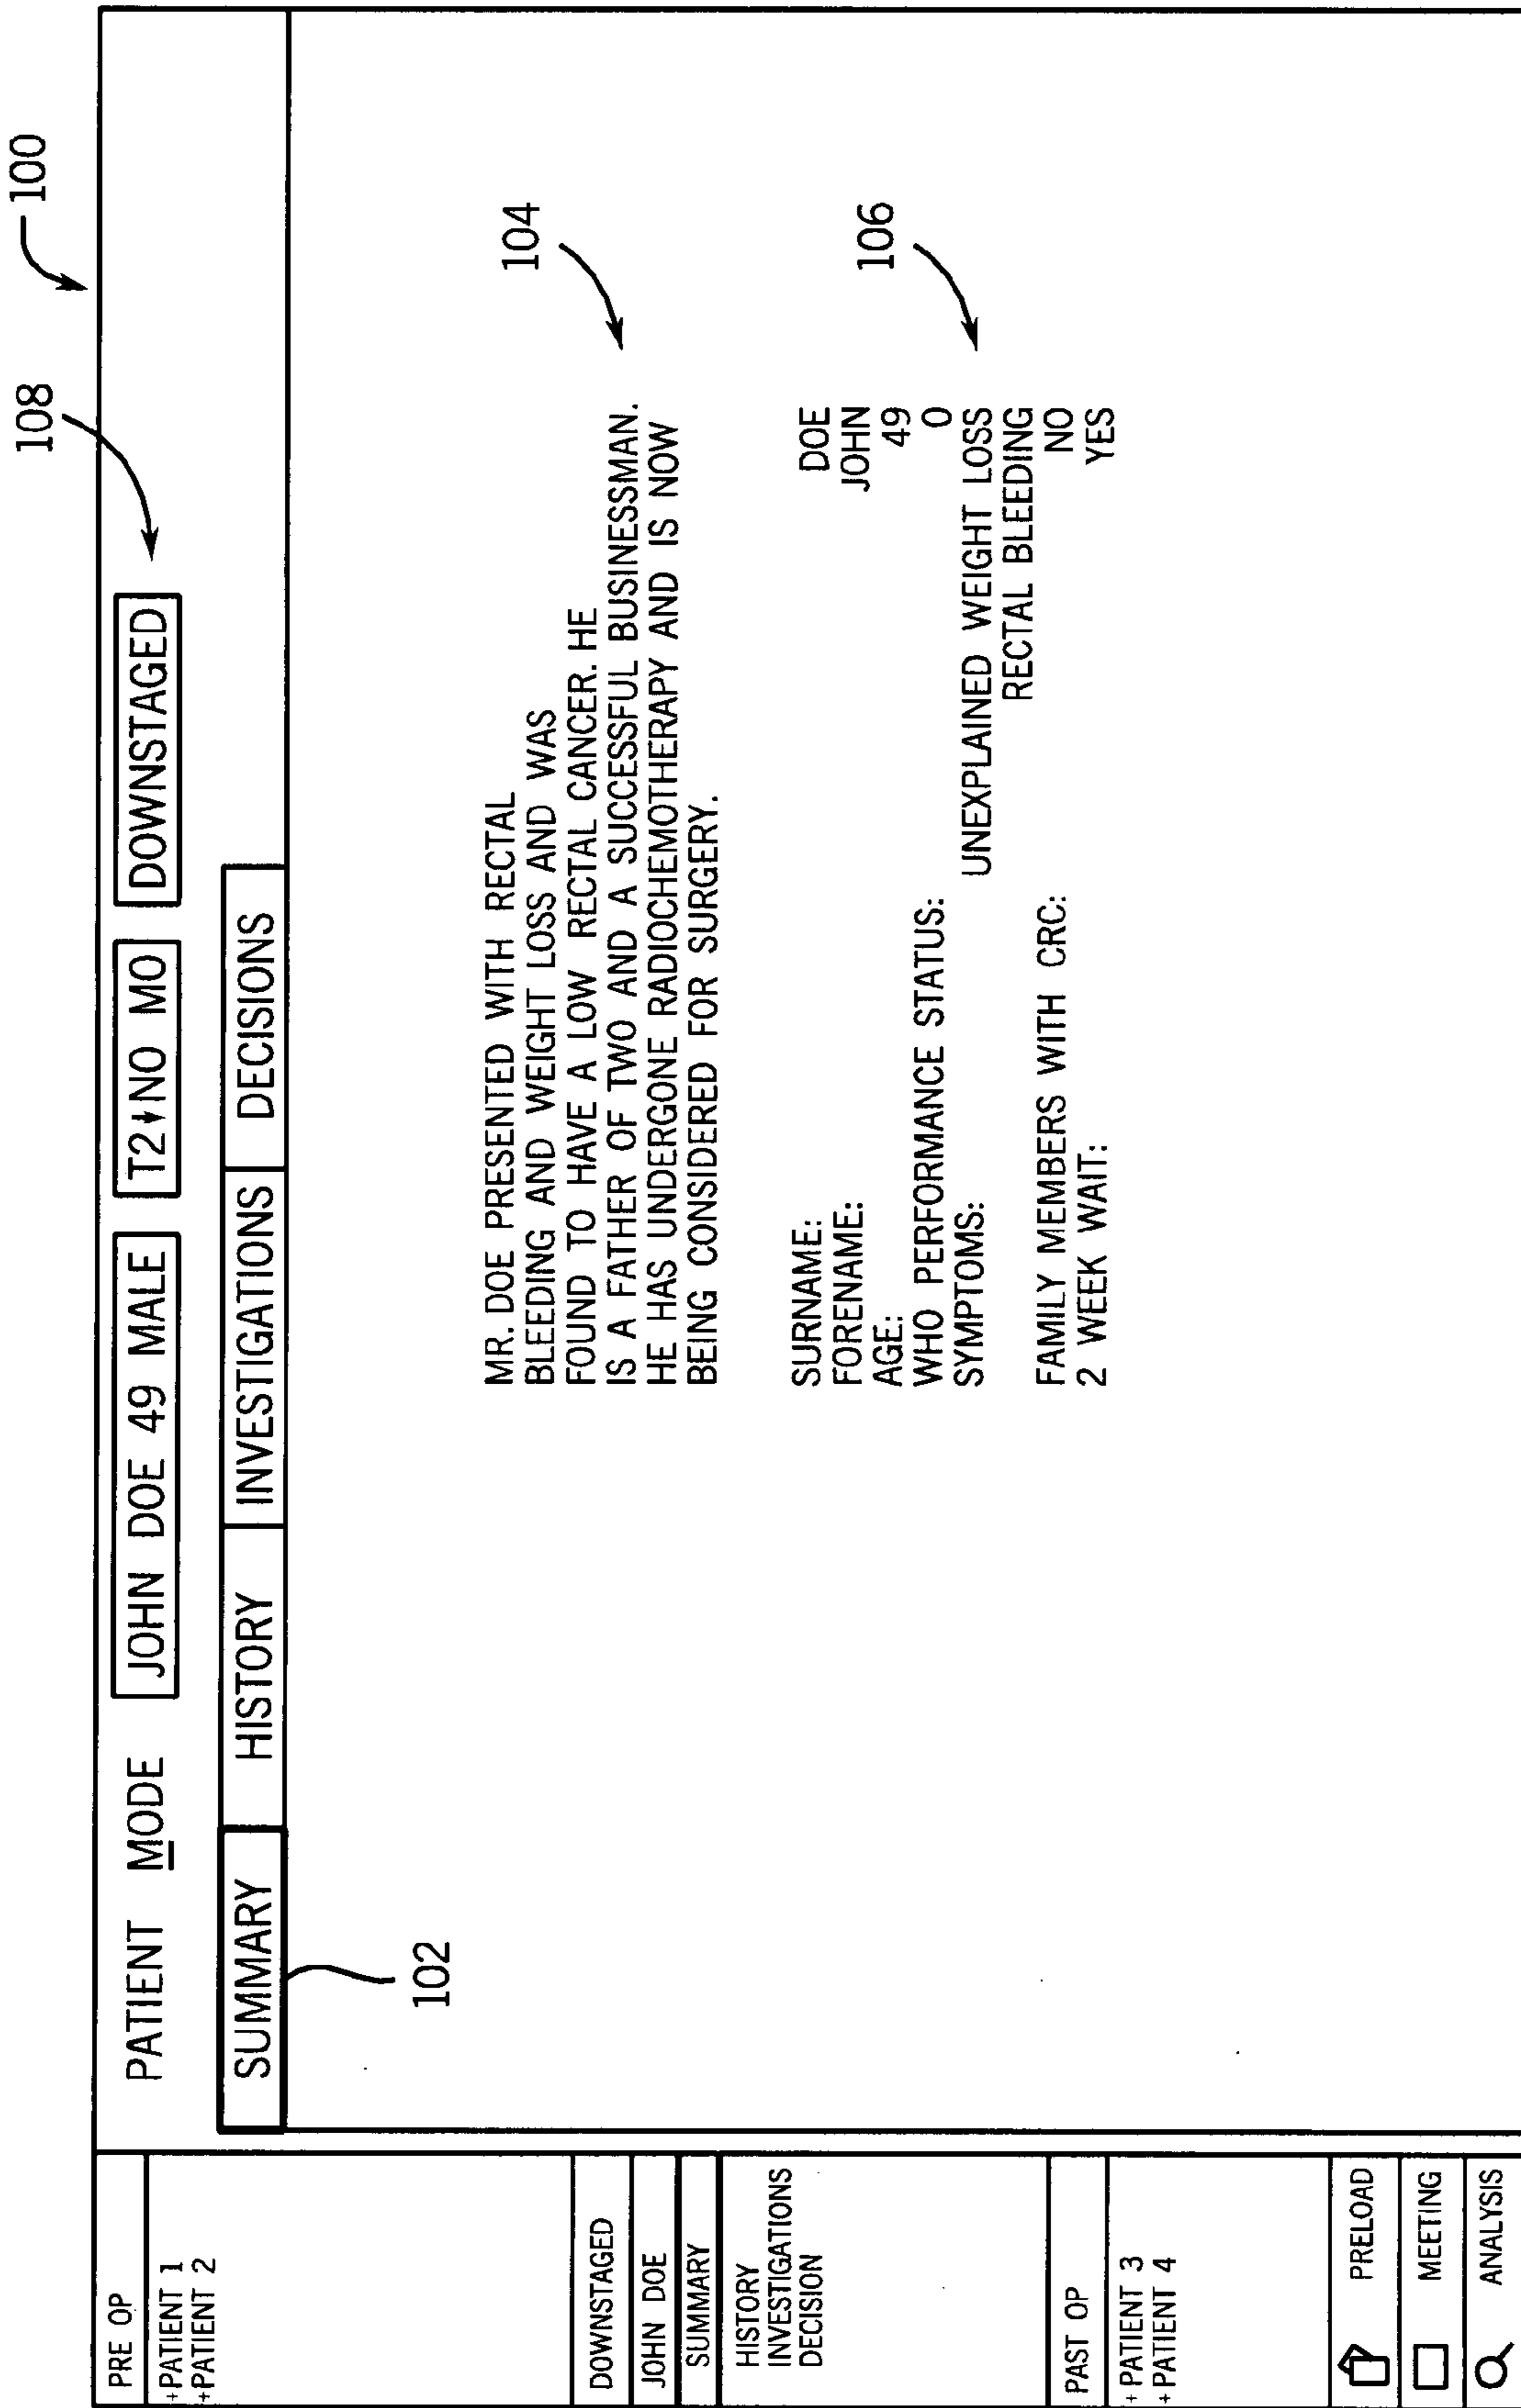 100
108
PATIENT MODE
JOHN DOE 49 MALE
T2 NO MO
DOWNSTAGED
SUMMARY
HISTORY
INVESTIGATIONS
DECISIONS
102
MR. DOE PRESENTED WITH RECTAL
BLEEDING AND WEIGHT LOSS AND WAS
FOUND TO HAVE A LOW RECTAL CANCER. HE
IS A FATHER OF TWO AND A SUCCESSFUL BUSINESSMAN.
HE HAS UNDERGONE RADIOCHEMOTHERAPY AND IS NOW
BEING CONSIDERED FOR SURGERY.
104
SURNAME: DOE
FORENAME: JOHN
AGE: 49
WHO PERFORMANCE STATUS: 0
SYMPTOMS: UNEXPLAINED WEIGHT LOSS
RECTAL BLEEDING
FAMILY MEMBERS WITH CRC: NO
2 WEEK WAIT: YES
106
PRE OP
+PATIENT 1
+PATIENT 2
DOWNSTAGED
JOHN DOE
SUMMARY
HISTORY
INVESTIGATIONS
DECISION
PAST OP
+PATIENT 3
+PATIENT 4
PRELOAD
MEETING
ANALYSIS